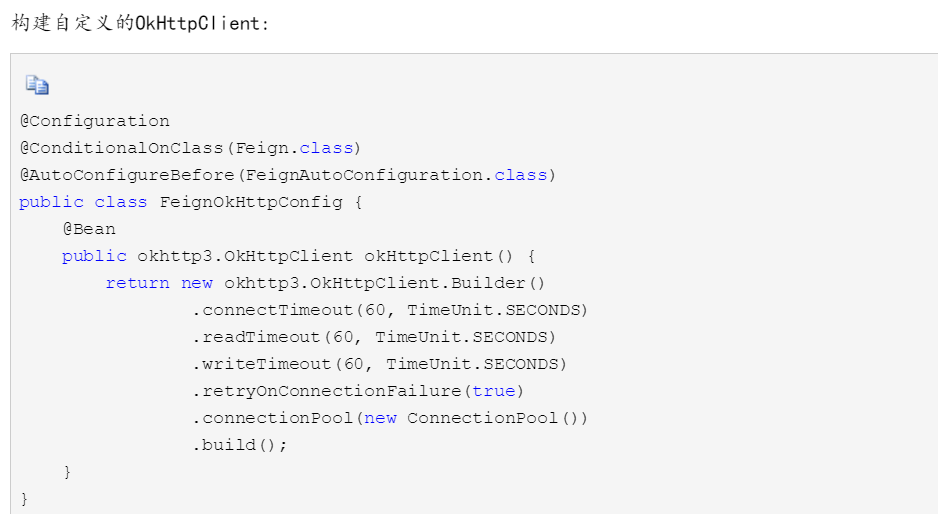 构建自定义的OkHttpClient:
@Configuration
@ConditionalOnClass(Feign.class)
@AutoConfigureBefore(FeignAutoConfiguration.class)
public class FeignOkHttpConfig {
    @Bean
    public okhttp3.OkHttpClient okHttpClient() {
        return new okhttp3.OkHttpClient.Builder()
                .connectTimeout(60, TimeUnit.SECONDS)
                .readTimeout(60, TimeUnit.SECONDS)
                .writeTimeout(60, TimeUnit.SECONDS)
                .retryOnConnectionFailure(true)
                .connectionPool(new ConnectionPool())
                .build();
    }
}